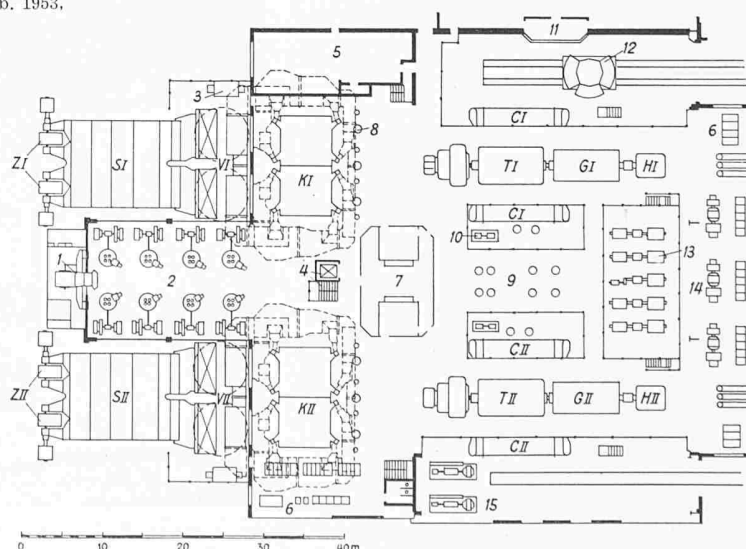 b. 1953,
11
5
12
3
8
CI
6
ZI
SI
VI
KI
TI
GI
HI
CI
10
1
2
4
7
9
13
14
CII
ZII
SII
VII
KII
TII
GII
HII
CII
6
15
0 10 20 30 40m